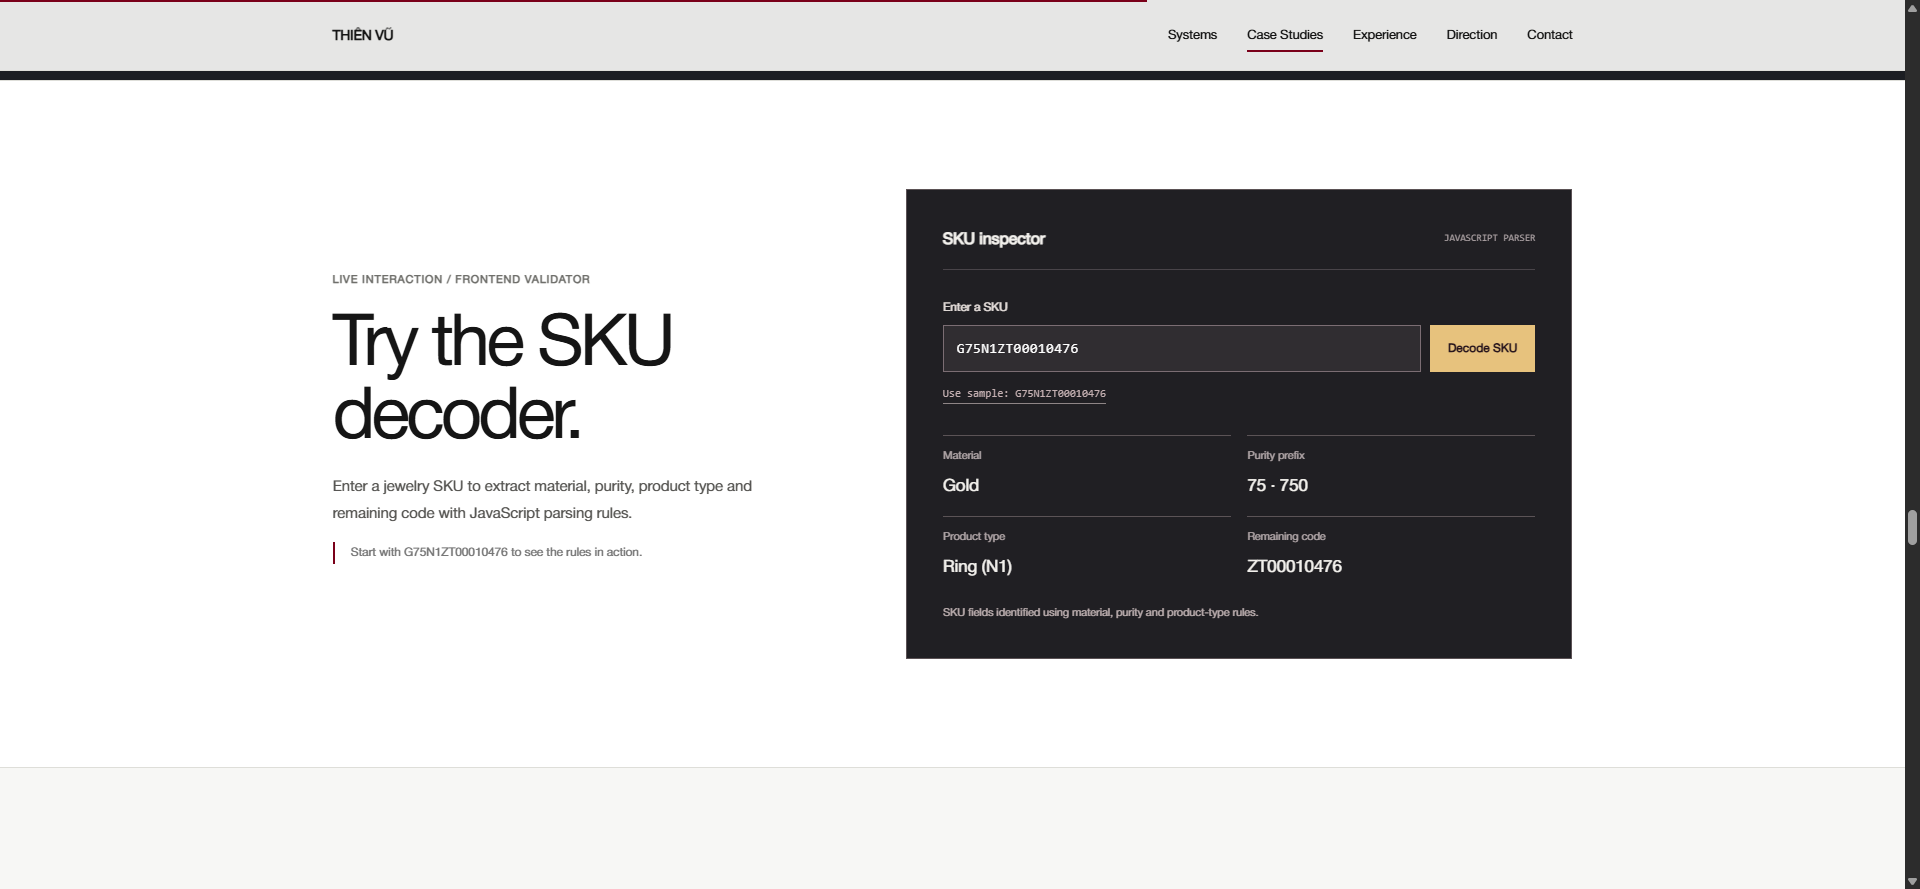 THIÊN VŨ
Systems
Case Studies
Experience
Direction
Contact
LIVE INTERACTION / FRONTEND VALIDATOR
Try the SKU
decoder.
Enter a jewelry SKU to extract material, purity, product type and
remaining code with JavaScript parsing rules.
Start with G75N1ZT00010476 to see the rules in action.
SKU inspector
JAVASCRIPT PARSER
Enter a SKU
G75N1ZT00010476
Decode SKU
Use sample: G75N1ZT00010476
Material
Gold
Purity prefix
75 · 750
Product type
Ring (N1)
Remaining code
ZT00010476
SKU fields identified using material, purity and product-type rules.